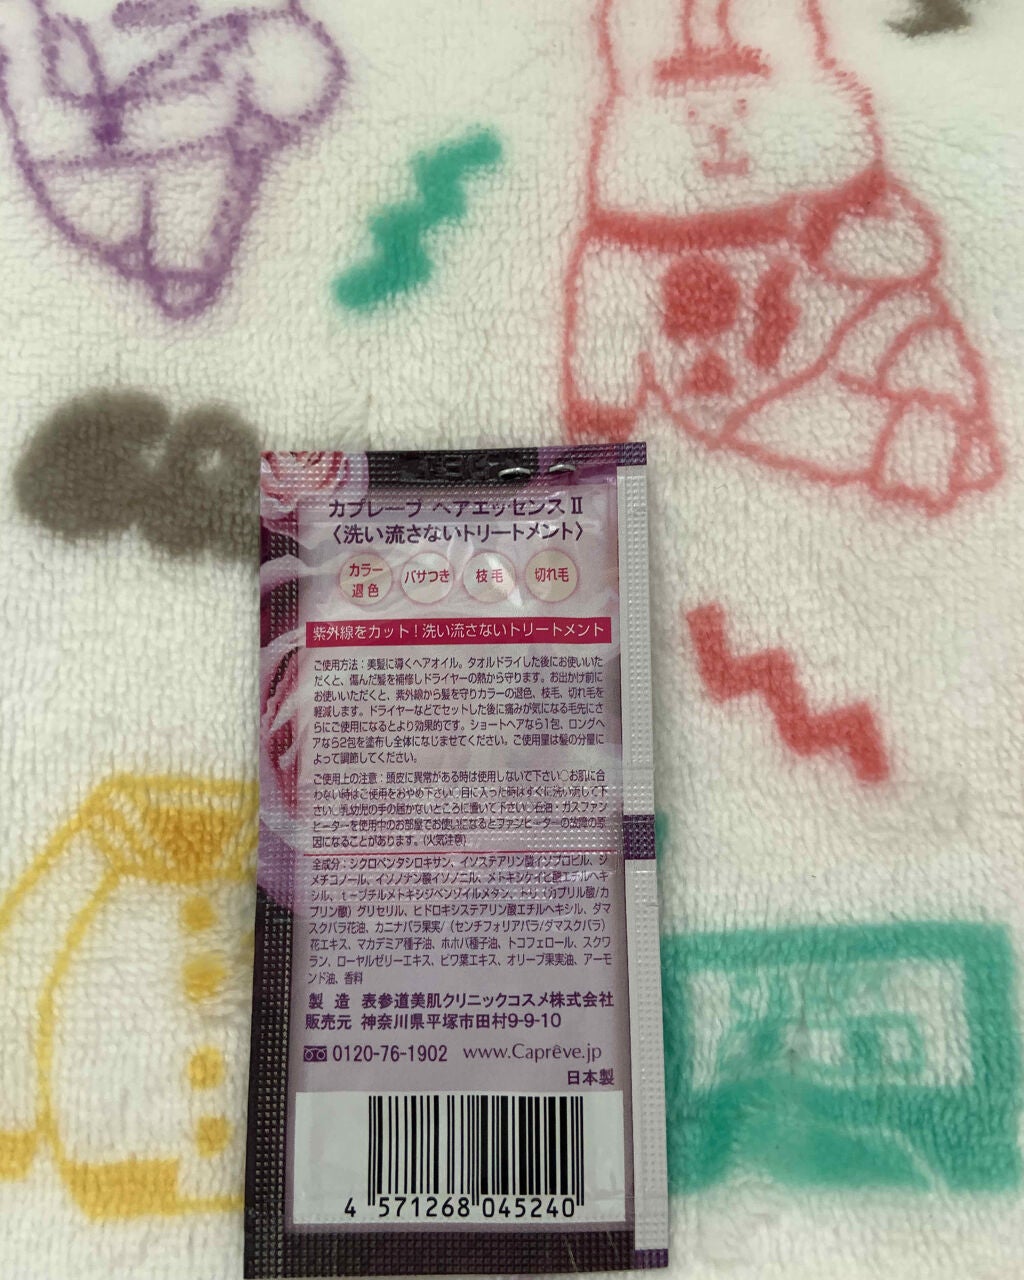 カプレーブ ヘアエッセンスⅡ
〈洗い流さないトリートメント〉
カラー
退色
パサつき
枝毛
切れ毛
紫外線をカット！洗い流さないトリートメント
ご使用方法：美髪に導くヘアオイル。タオルドライした後にお使いいた
だくと、傷んだ髪を補修しドライヤーの熱から守ります。お出かけ前に
お使いいただくと、紫外線から髪を守りカラーの退色、枝毛、切れ毛を
軽減します。ドライヤーなどでセットした後に痛みが気になる毛先にさ
らにご使用になるとより効果的です。ショートヘアなら1包、ロングヘ
アなら2包を塗布し全体になじませてください。ご使用量は髪の分量に
よって調節してください。
ご使用上の注意：頭皮に異常がある時は使用しないで下さい○お肌に合
わない時はご使用をおやめ下さい○目に入った時はすぐに洗い流して下
さい○乳幼児の手の届かないところに置いて下さい○石油・ガスファン
ヒーターを使用中のお部屋でお使いになるとファンヒーターの故障の原
因になることがあります。(火気注意)
全成分：シクロペンタシロキサン、イソステアリン酸イソプロピル、ジ
メチコノール、イソノナン酸イソノニル、メトキシケイヒ酸エチルヘキ
シル、t－ブチルメトキシジベンゾイルメタン、トリ（カプリル酸/カ
プリン酸）グリセリル、ヒドロキシステアリン酸エチルヘキシル、ダマ
スクバラ花油、カニナバラ果実/（センチフォリアバラ/ダマスクバラ）
花エキス、マカデミア種子油、ホホバ種子油、トコフェロール、スクワ
ラン、ローヤルゼリーエキス、ビワ葉エキス、オリーブ果実油、アーモ
ンド油、香料
製 造 表参道美肌クリニックコスメ株式会社
販売元 神奈川県平塚市田村9-9-10
0120-76-1902 www.Caprêve.jp
日本製
4 571268 045240